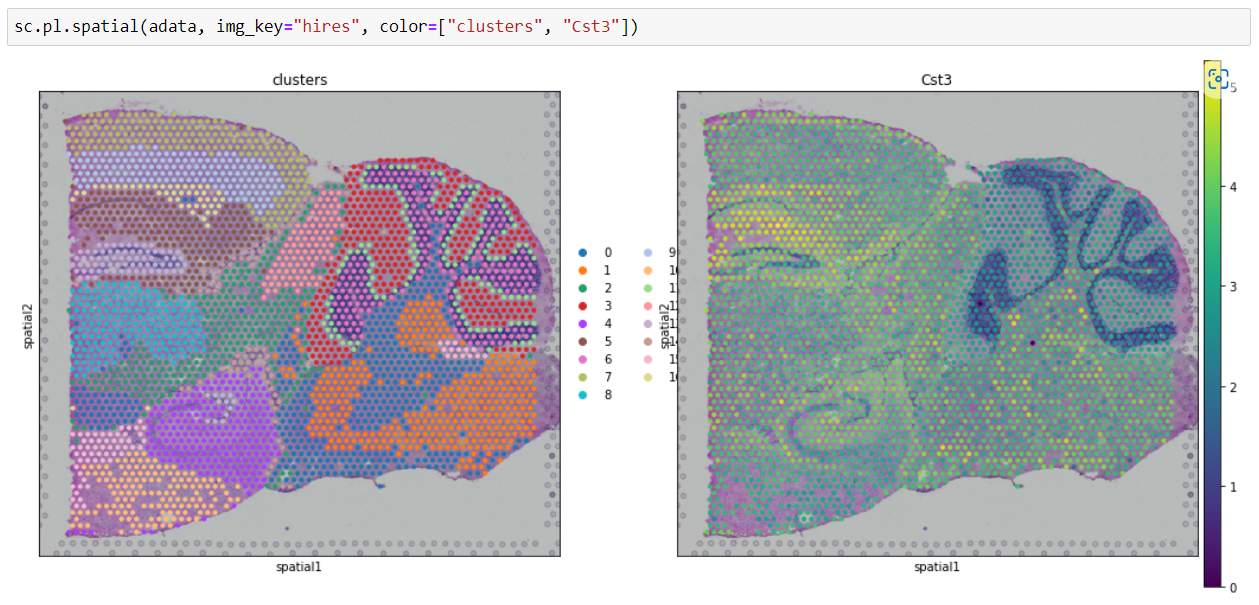 sc.pl.spatial(adata, img_key="hires", color=["clusters", "Cst3"])
clusters
Cst3
spatial2
spatial1
0
1
2
3
4
5
6
7
8
9
spatial2
spatial1
5
4
3
2
1
0